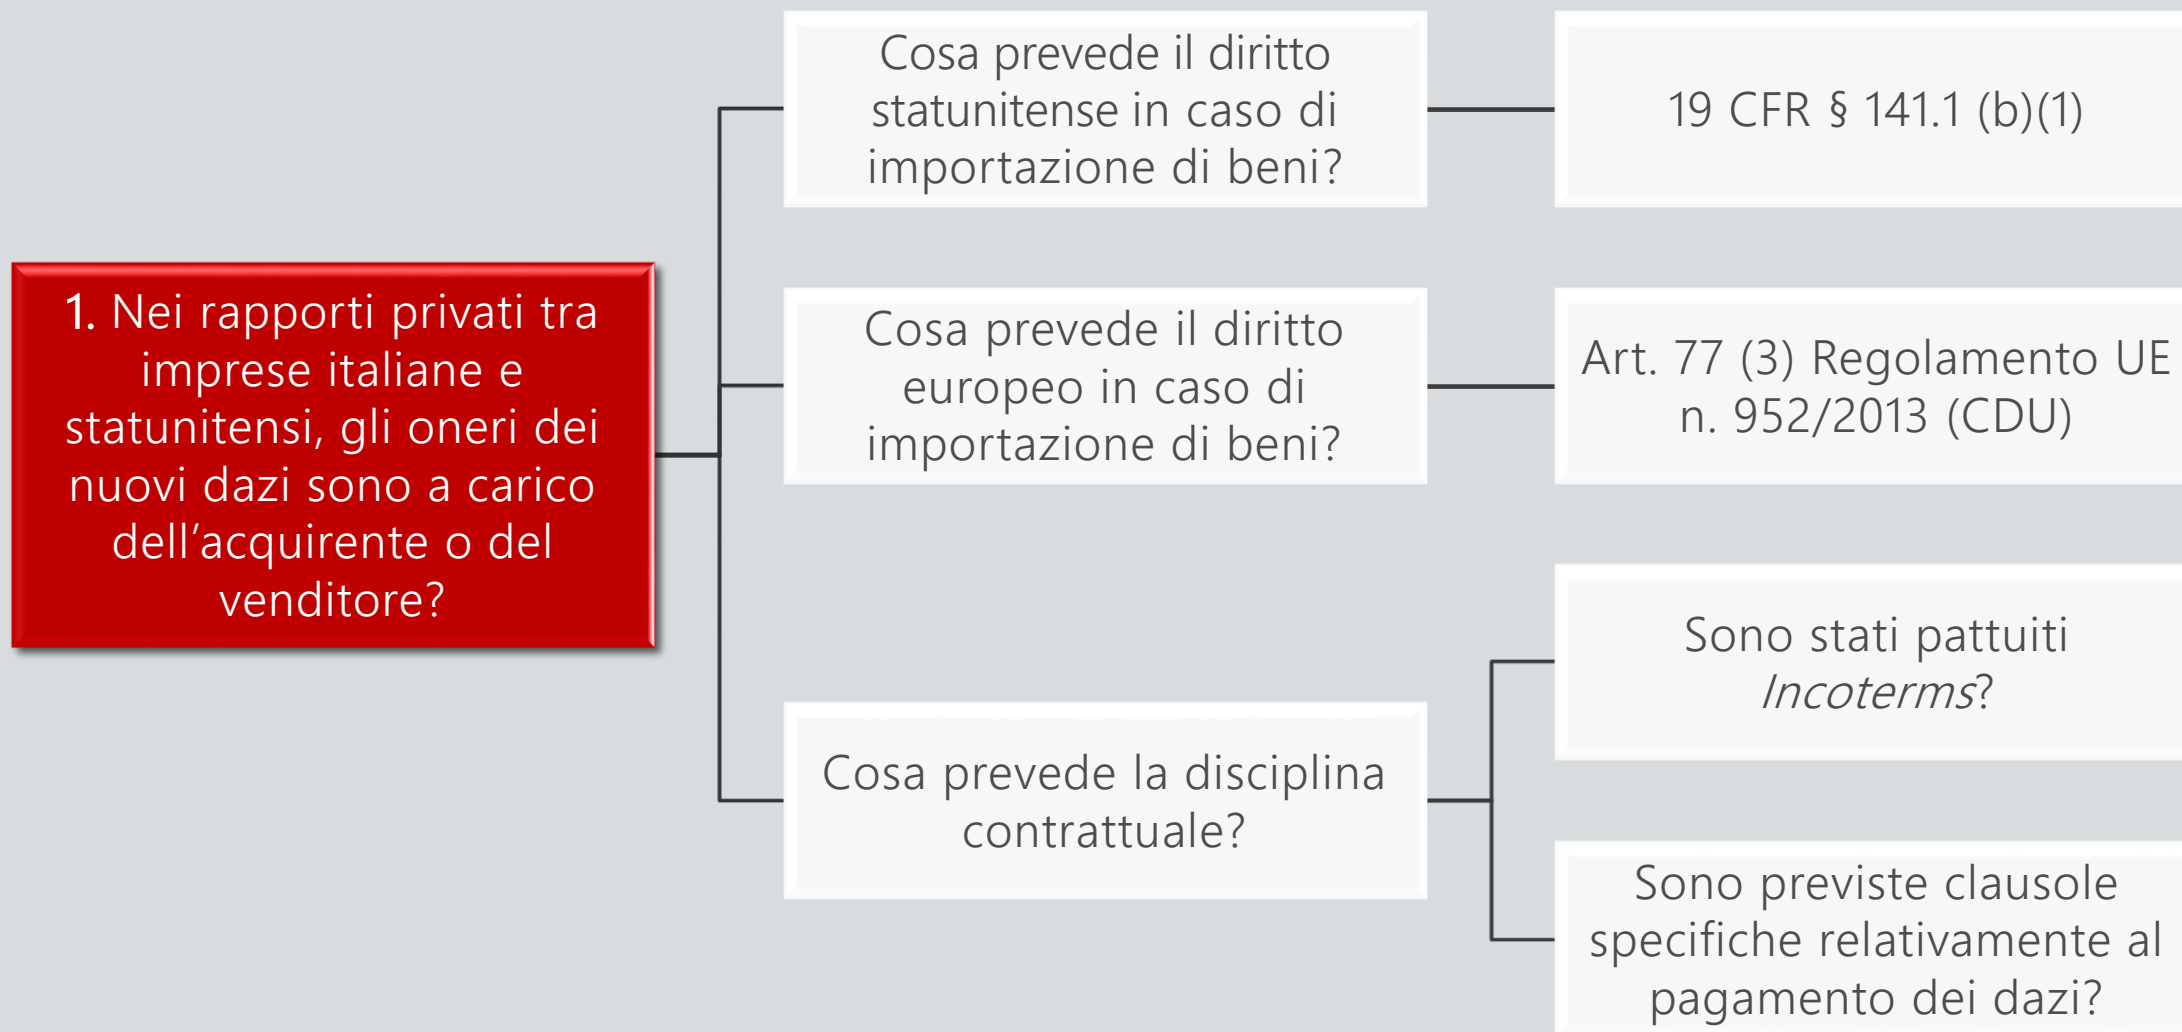 1. Nei rapporti privati tra
imprese italiane e
statunitensi, gli oneri dei
nuovi dazi sono a carico
dell’acquirente o del
venditore?
Cosa prevede il diritto
statunitense in caso di
importazione di beni?
19 CFR § 141.1 (b)(1)
Cosa prevede il diritto
europeo in caso di
importazione di beni?
Art. 77 (3) Regolamento UE
n. 952/2013 (CDU)
Cosa prevede la disciplina
contrattuale?
Sono stati pattuiti
Incoterms?
Sono previste clausole
specifiche relativamente al
pagamento dei dazi?